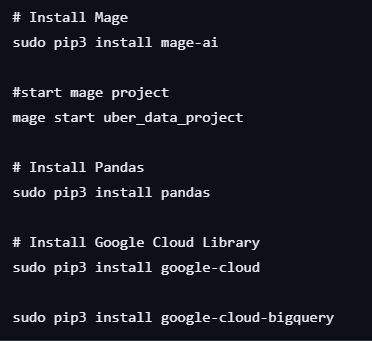 # Install Mage
sudo pip3 install mage-ai
#start mage project
mage start uber_data_project
# Install Pandas
sudo pip3 install pandas
# Install Google Cloud Library
sudo pip3 install google-cloud
sudo pip3 install google-cloud-bigquery